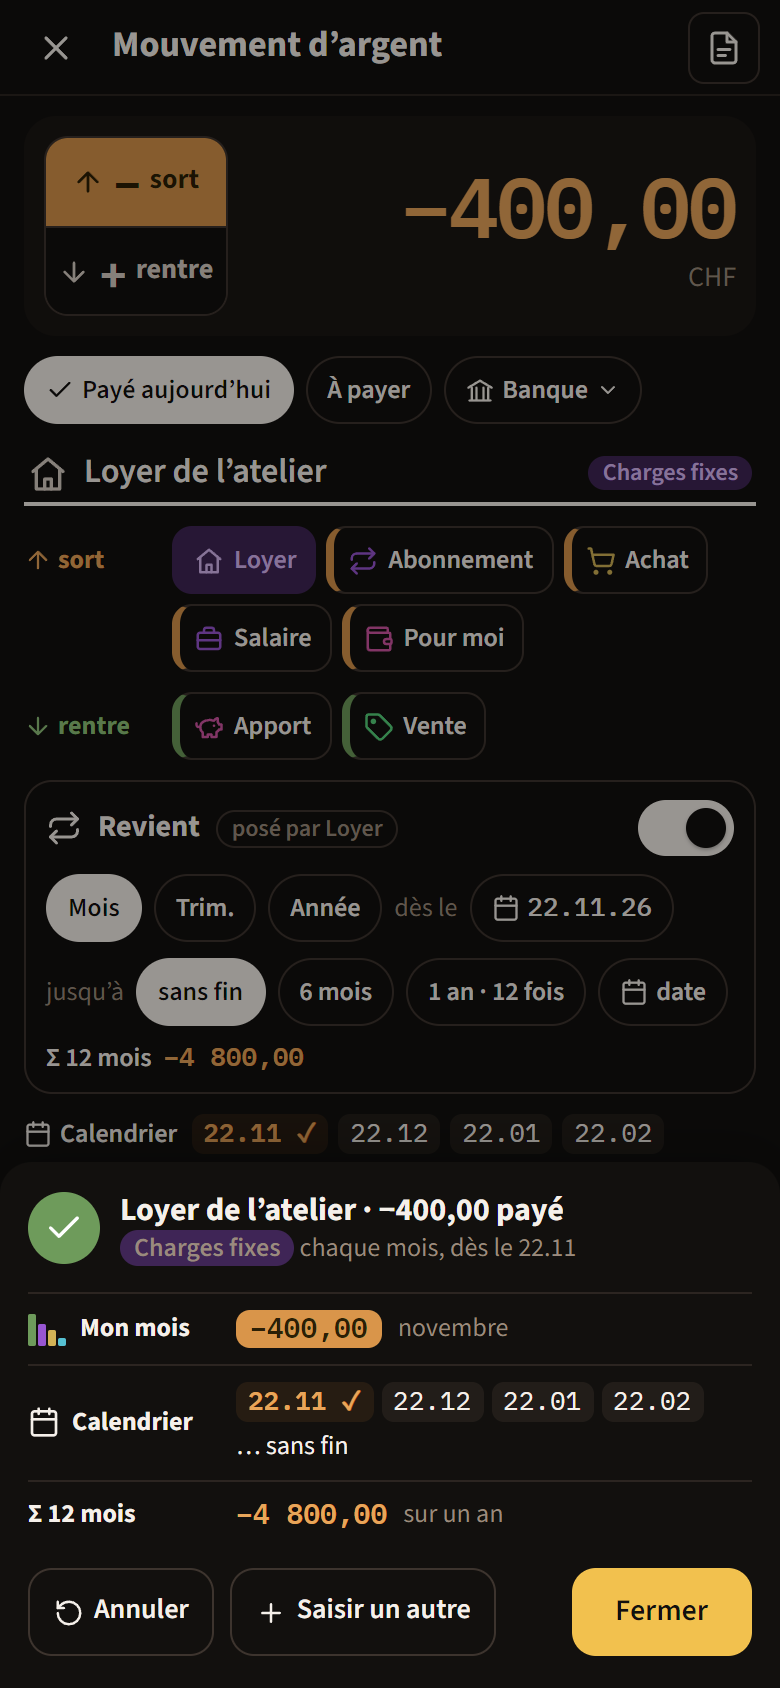 Mouvement d’argent
↑ − sort
−400,00
↓ + rentre
CHF
✓ Payé aujourd’hui À payer Banque
Loyer de l’atelier Charges fixes
↑ sort Loyer Abonnement Achat
Salaire Pour moi
↓ rentre Apport Vente
Revient posé par Loyer
Mois Trim. Année dès le 22.11.26
jusqu’à sans fin 6 mois 1 an · 12 fois date
Σ 12 mois −4 800,00
Calendrier 22.11 ✓ 22.12 22.01 22.02
Loyer de l’atelier · −400,00 payé
Charges fixes chaque mois, dès le 22.11
Mon mois −400,00 novembre
Calendrier 22.11 ✓ 22.12 22.01 22.02
… sans fin
Σ 12 mois −4 800,00 sur un an
Annuler + Saisir un autre Fermer